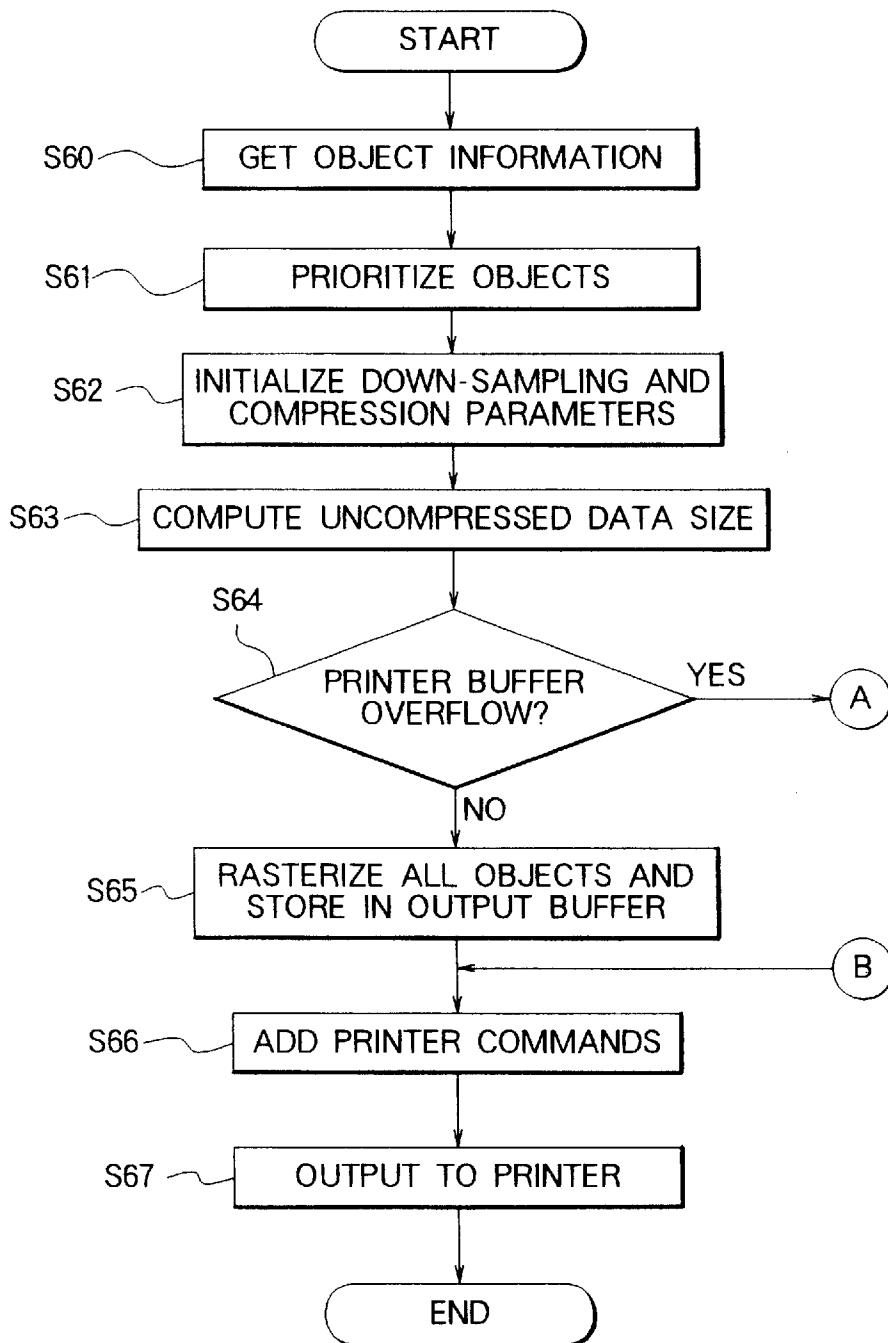 START
S60
GET OBJECT INFORMATION
S61
PRIORITIZE OBJECTS
S62
INITIALIZE DOWN-SAMPLING AND
COMPRESSION PARAMETERS
S63
COMPUTE UNCOMPRESSED DATA SIZE
S64
PRINTER BUFFER
OVERFLOW?
YES
A
NO
S65
RASTERIZE ALL OBJECTS AND
STORE IN OUTPUT BUFFER
B
S66
ADD PRINTER COMMANDS
S67
OUTPUT TO PRINTER
END